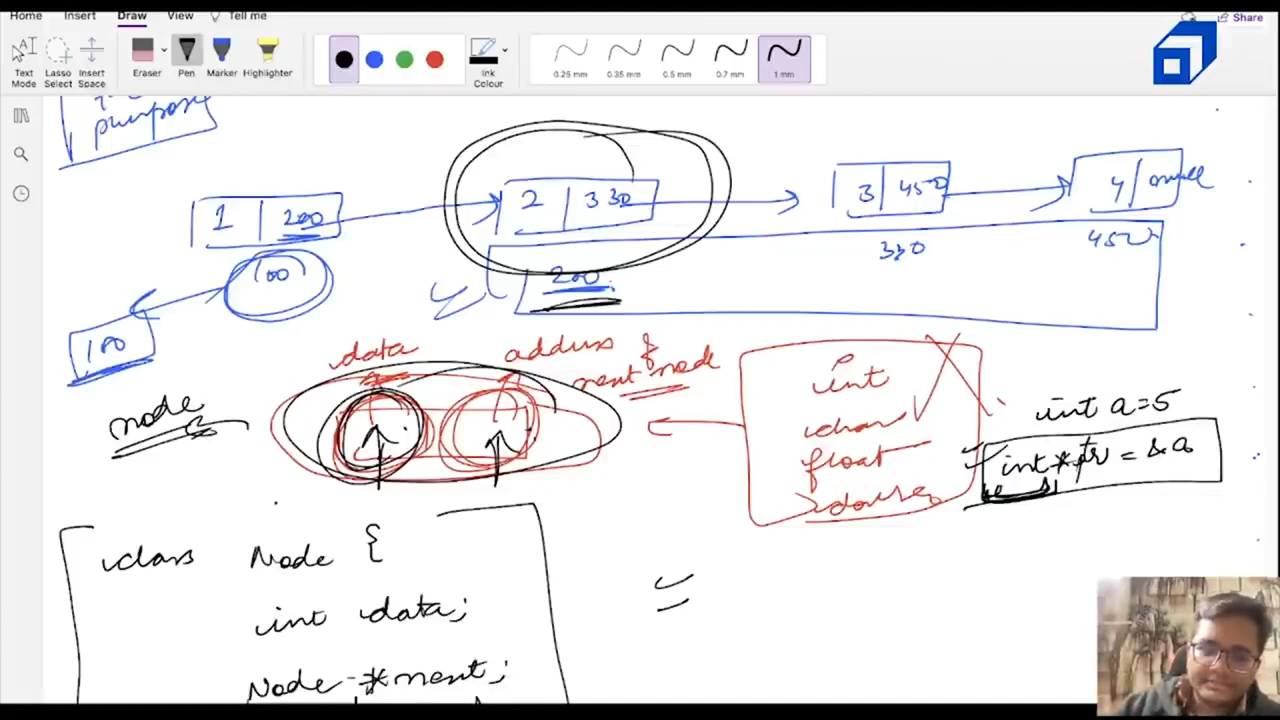 Home Insert Draw View Tell me Share
Text Mode
Lasso Select
Insert Space
Eraser
Pen
Marker
Highlighter
Ink Colour
0.25 mm
0.35 mm
0.5 mm
0.7 mm
1 mm
purpose
1 | 200
2 | 330
3 | 450
4 | null
100
200
330
450
100
data
address of
next node
node
int
char
float
double
int a=5
int *ptr = &a
class Node {
int data;
Node *next;